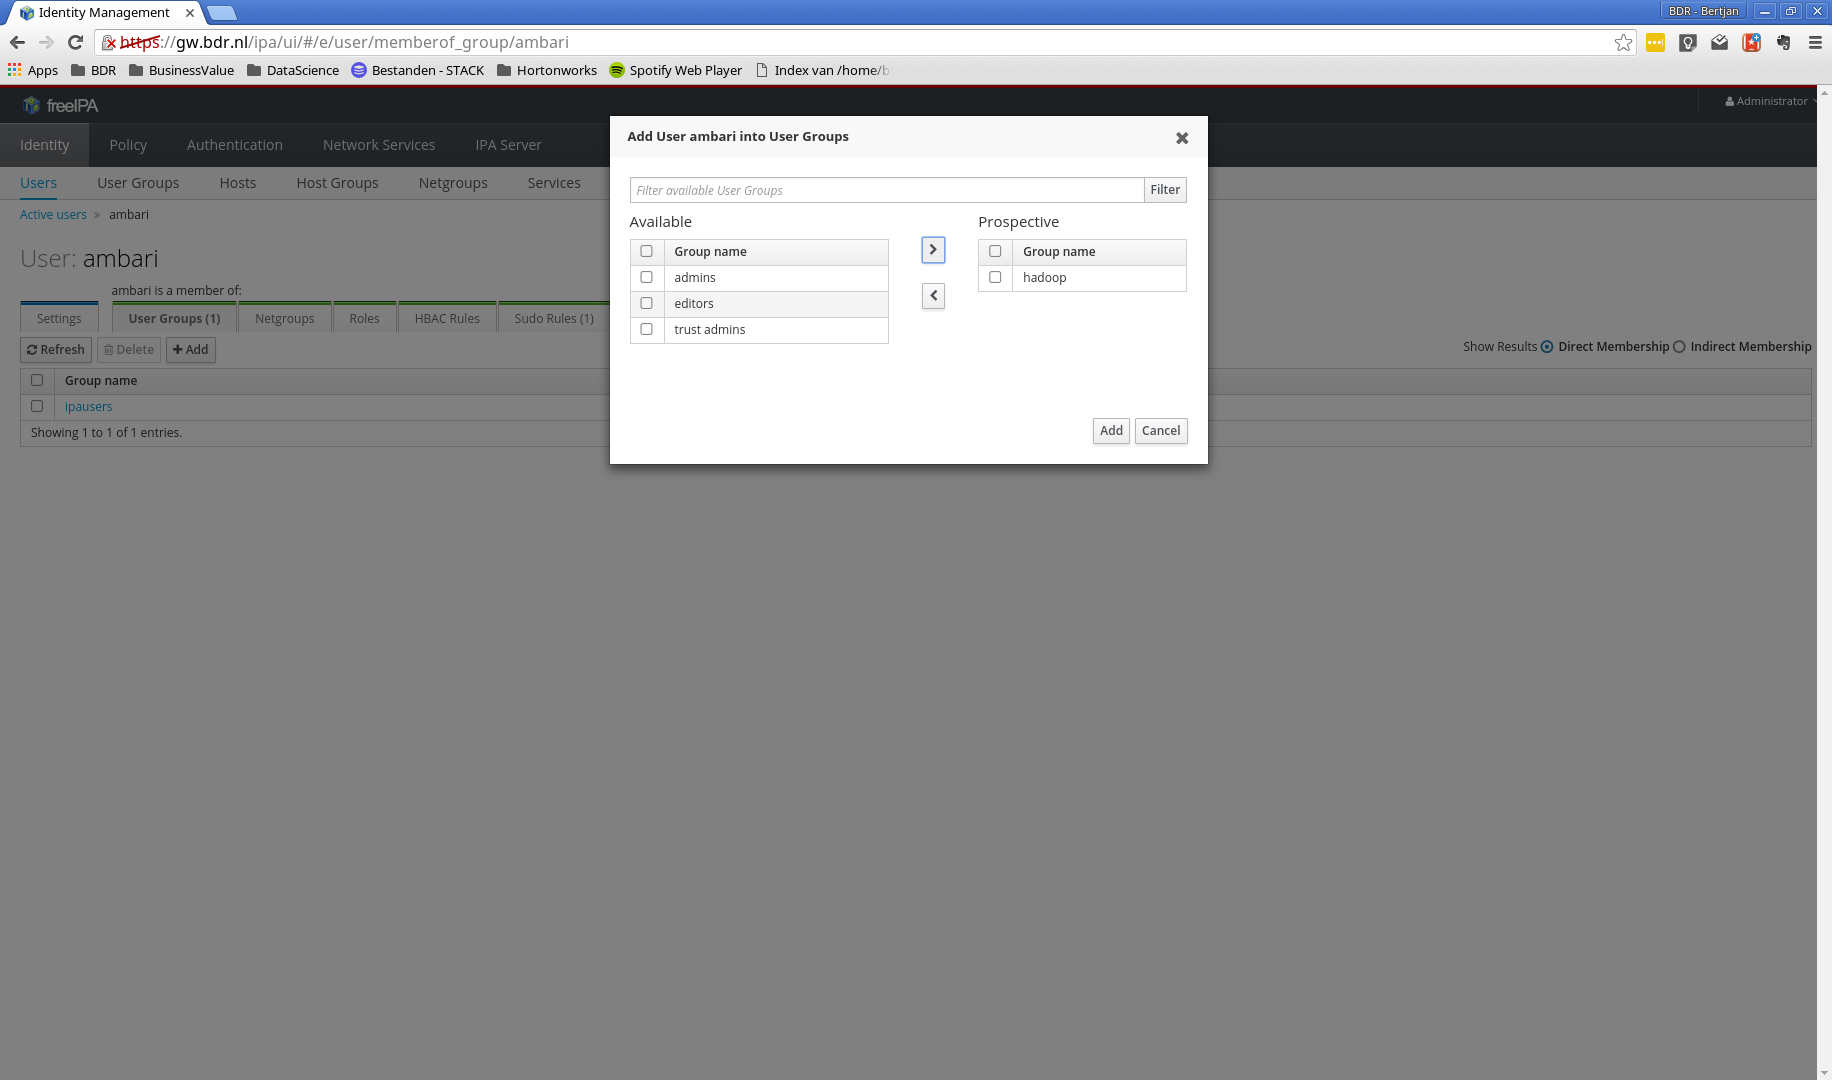 Identity Management
BDR - Bertjan
https://gw.bdr.nl/ipa/ui/#/e/user/memberof_group/ambari
Apps BDR BusinessValue DataScience Bestanden - STACK Hortonworks Spotify Web Player Index van /home/b
freeIPA
Administrator
Identity Policy Authentication Network Services IPA Server
Users User Groups Hosts Host Groups Netgroups Services
Active users » ambari
User: ambari
ambari is a member of:
Settings User Groups (1) Netgroups Roles HBAC Rules Sudo Rules (1)
Refresh Delete Add
Show Results Direct Membership Indirect Membership
Group name
ipausers
Showing 1 to 1 of 1 entries.
Add User ambari into User Groups
Filter available User Groups Filter
Available
Group name
admins
editors
trust admins
Prospective
Group name
hadoop
Add Cancel